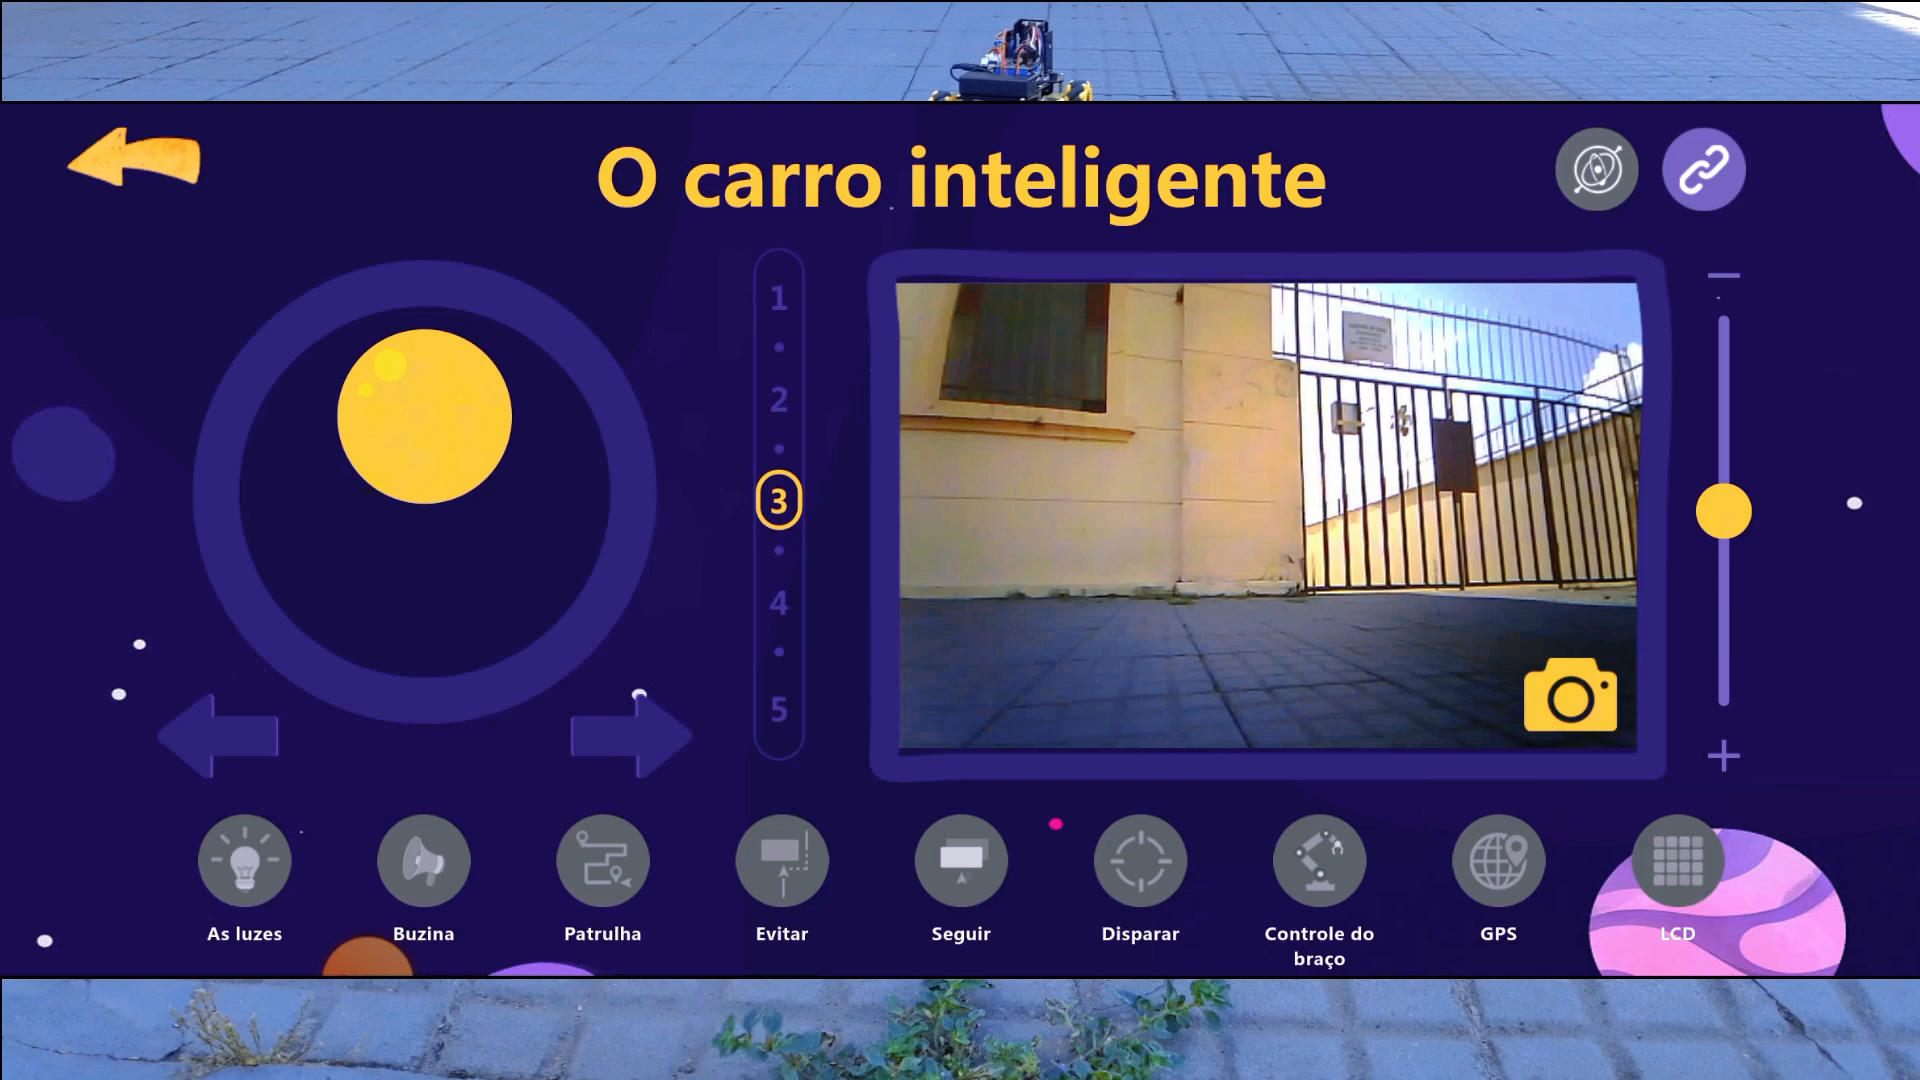 O carro inteligente
1
2
3
4
5
As luzes
Buzina
Patrulha
Evitar
Seguir
Disparar
Controle do
braço
GPS
LCD